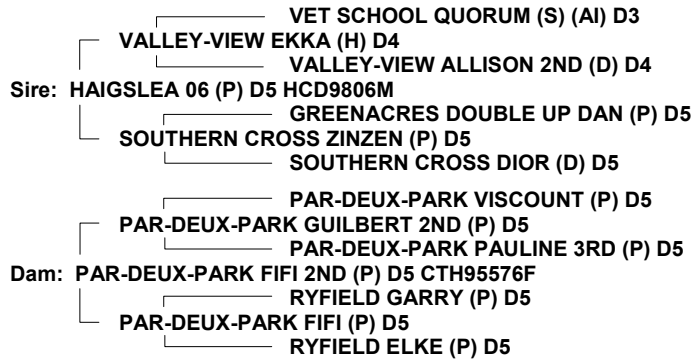 VET SCHOOL QUORUM (S) (AI) D3
VALLEY-VIEW EKKA (H) D4
VALLEY-VIEW ALLISON 2ND (D) D4
Sire: HAIGSLEA 06 (P) D5 HCD9806M
GREENACRES DOUBLE UP DAN (P) D5
SOUTHERN CROSS ZINZEN (P) D5
SOUTHERN CROSS DIOR (D) D5
PAR-DEUX-PARK VISCOUNT (P) D5
PAR-DEUX-PARK GUILBERT 2ND (P) D5
PAR-DEUX-PARK PAULINE 3RD (P) D5
Dam: PAR-DEUX-PARK FIFI 2ND (P) D5 CTH95576F
RYFIELD GARRY (P) D5
PAR-DEUX-PARK FIFI (P) D5
RYFIELD ELKE (P) D5